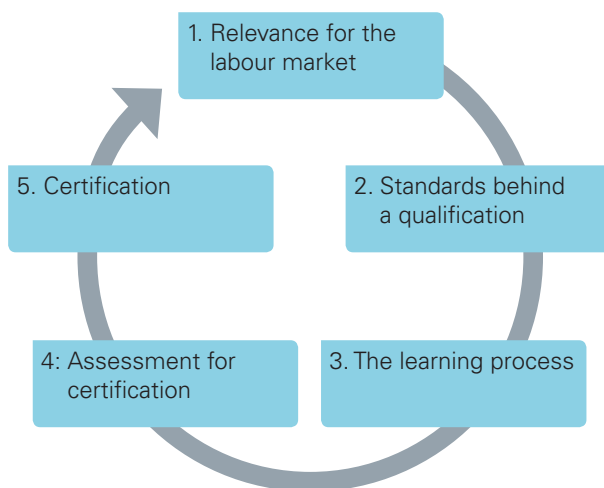 1. Relevance for the
labour market
2. Standards behind
a qualification
3. The learning process
4: Assessment for
certification
5. Certification